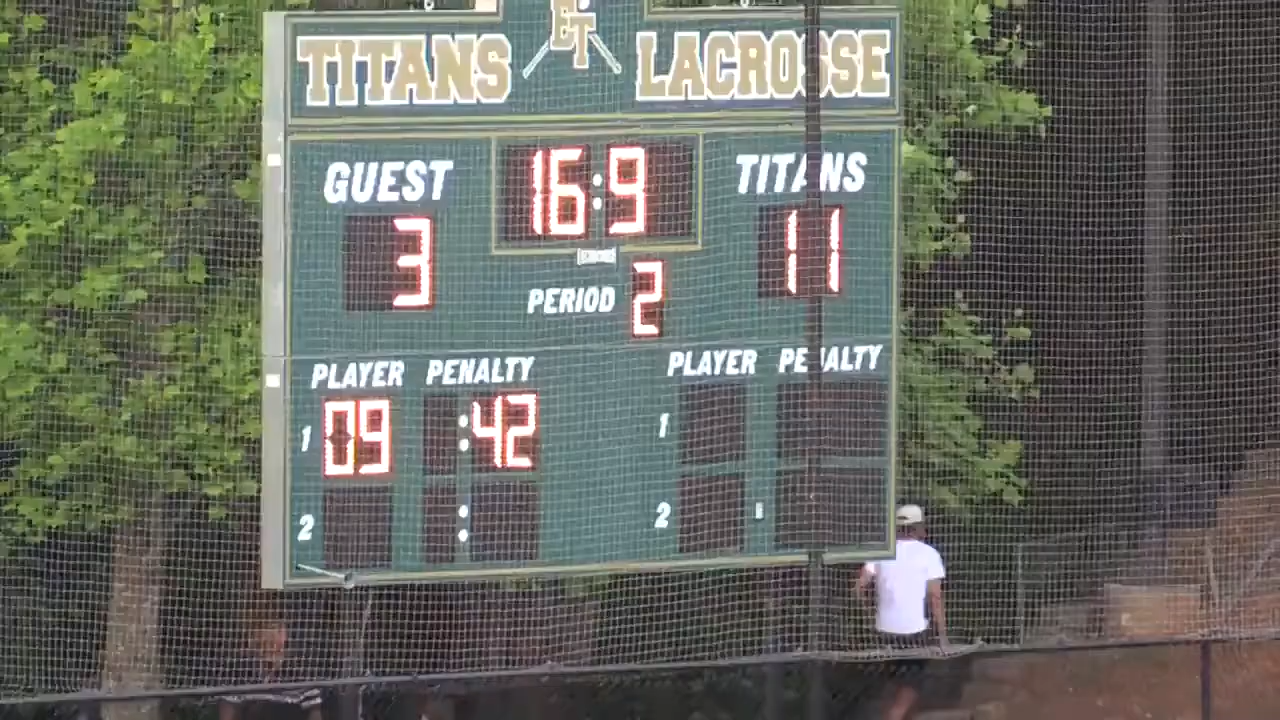 ET
TITANS LACROSSE
GUEST 16:9 TITANS
3 11
PERIOD 2
PLAYER PENALTY PLAYER PENALTY
1 09 :42 1
2 : 2